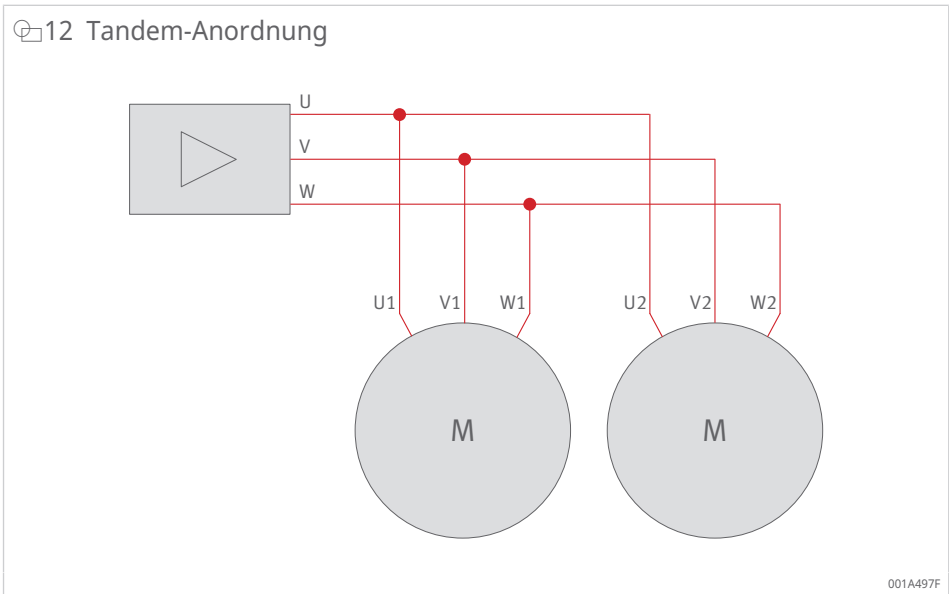 12 Tandem-Anordnung
U
V
W
U1 V1 W1 U2 V2 W2
M M
001A497F